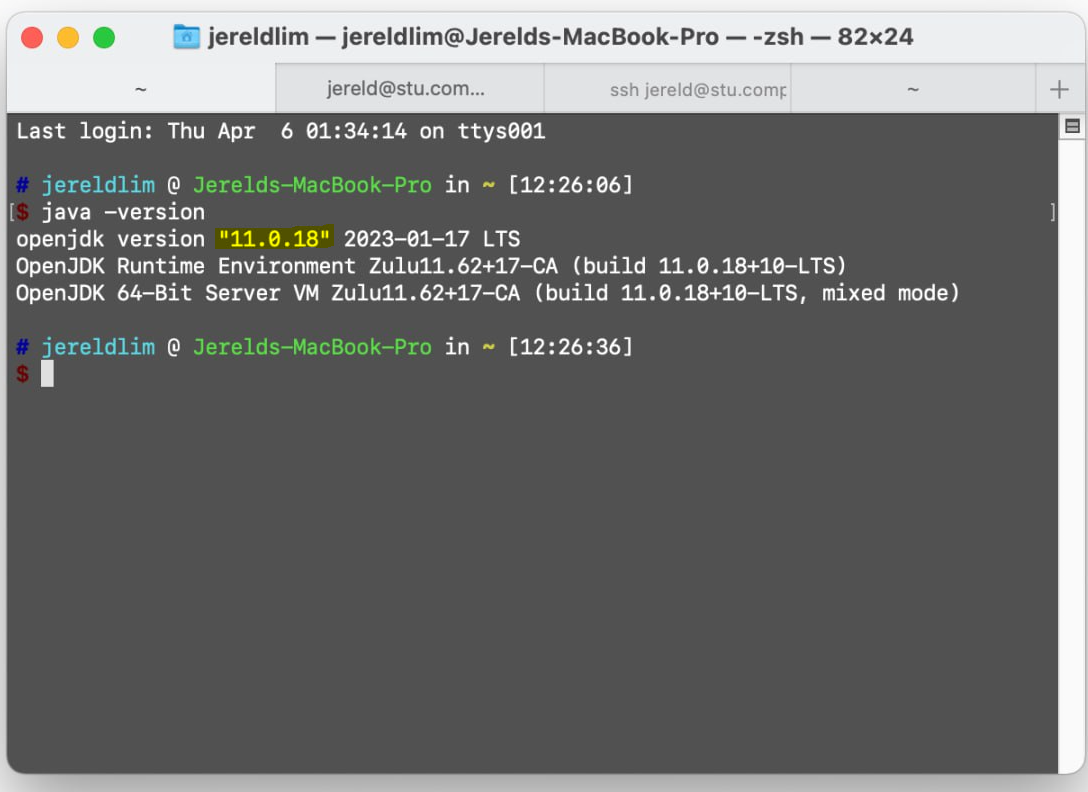 jereldlim — jereldlim@Jerelds-MacBook-Pro — -zsh — 82×24
~ jereld@stu.com... ssh jereld@stu.comp ~ +
Last login: Thu Apr  6 01:34:14 on ttys001
# jereldlim @ Jerelds-MacBook-Pro in ~ [12:26:06]
[$ java -version ]
openjdk version "11.0.18" 2023-01-17 LTS
OpenJDK Runtime Environment Zulu11.62+17-CA (build 11.0.18+10-LTS)
OpenJDK 64-Bit Server VM Zulu11.62+17-CA (build 11.0.18+10-LTS, mixed mode)
# jereldlim @ Jerelds-MacBook-Pro in ~ [12:26:36]
$